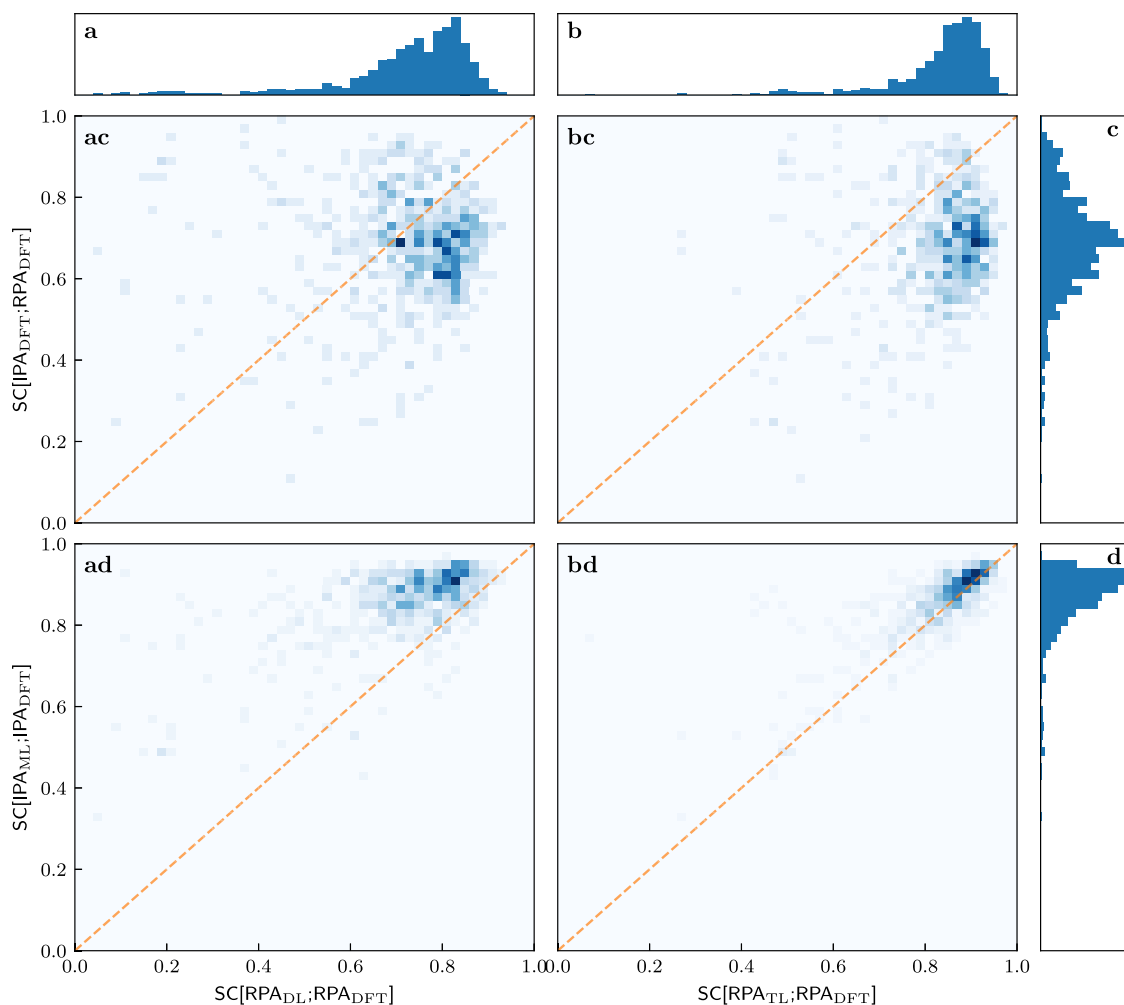 a
b
ac
bc
c
1.0
0.8
0.6
0.4
0.2
0.0
SC[IPA_DFT;RPA_DFT]
ad
bd
d
1.0
0.8
0.6
0.4
0.2
0.0
SC[IPA_ML;IPA_DFT]
0.0 0.2 0.4 0.6 0.8 1.0
0.0 0.2 0.4 0.6 0.8 1.0
SC[RPA_DL;RPA_DFT]
SC[RPA_TL;RPA_DFT]